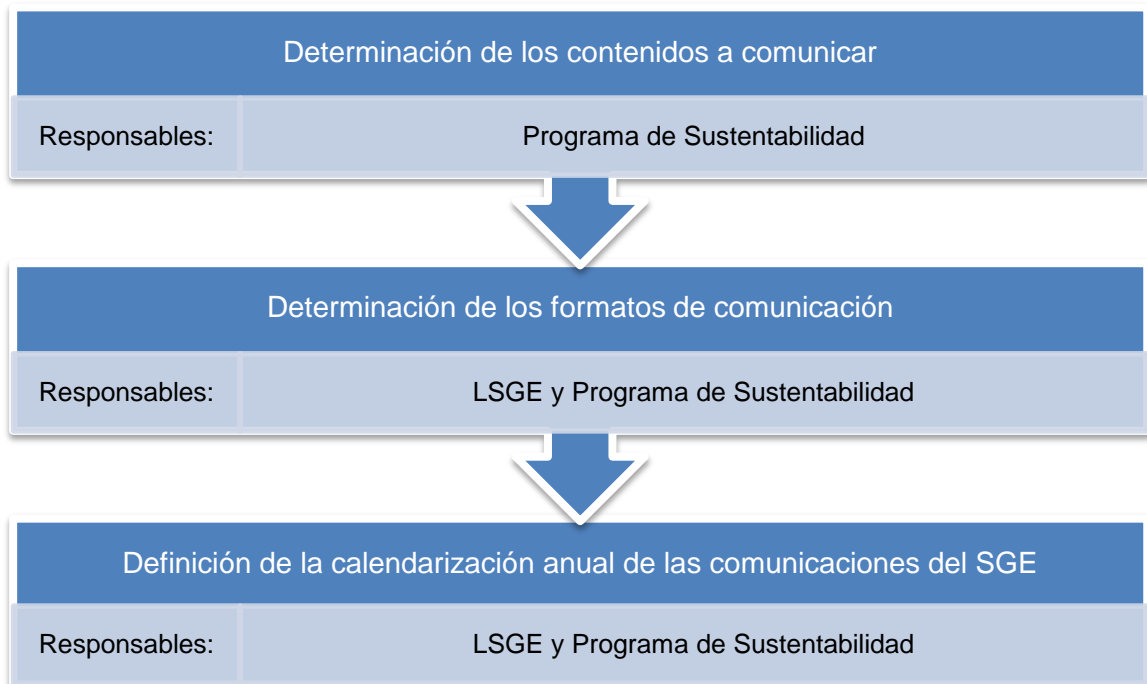 Determinación de los contenidos a comunicar
Responsables: Programa de Sustentabilidad
Determinación de los formatos de comunicación
Responsables: LSGE y Programa de Sustentabilidad
Definición de la calendarización anual de las comunicaciones del SGE
Responsables: LSGE y Programa de Sustentabilidad